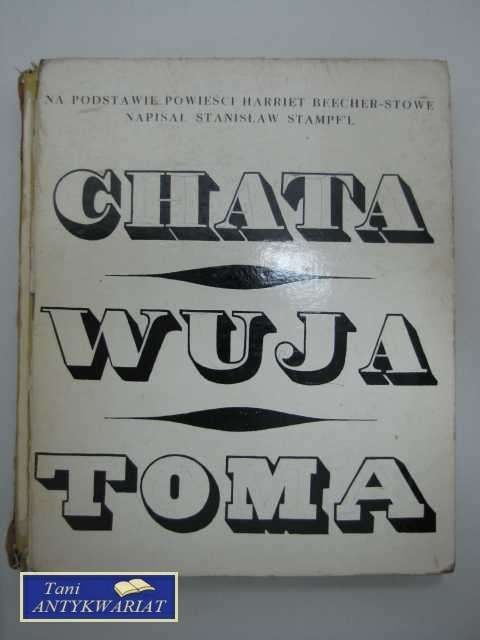 NA PODSTAWIE POWIEŚCI HARRIET BEECHER-STOWE
NAPISAŁ STANISŁAW STAMPF'L
CHATA
WUJA
TOMA
Tani
ANTYKWARIAT